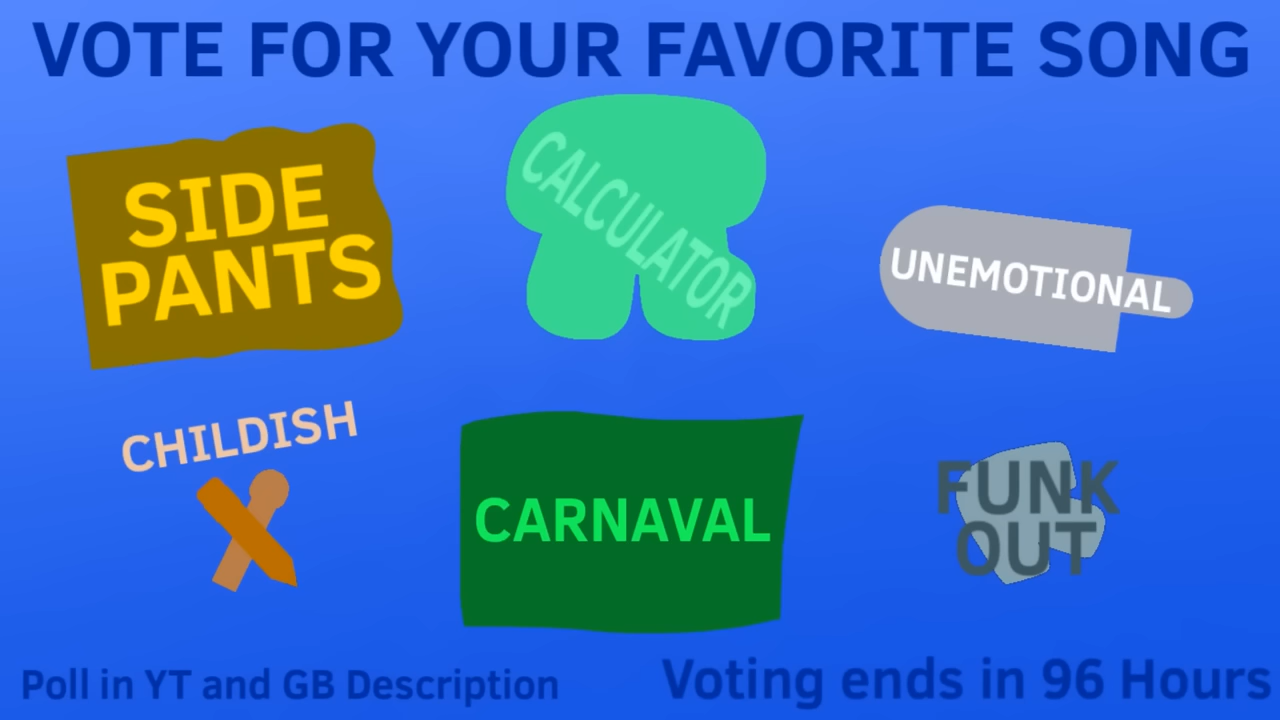 VOTE FOR YOUR FAVORITE SONG
SIDE
PANTS
CALCULATOR
UNEMOTIONAL
CHILDISH
CARNAVAL
FUNK
OUT
Poll in YT and GB Description
Voting ends in 96 Hours